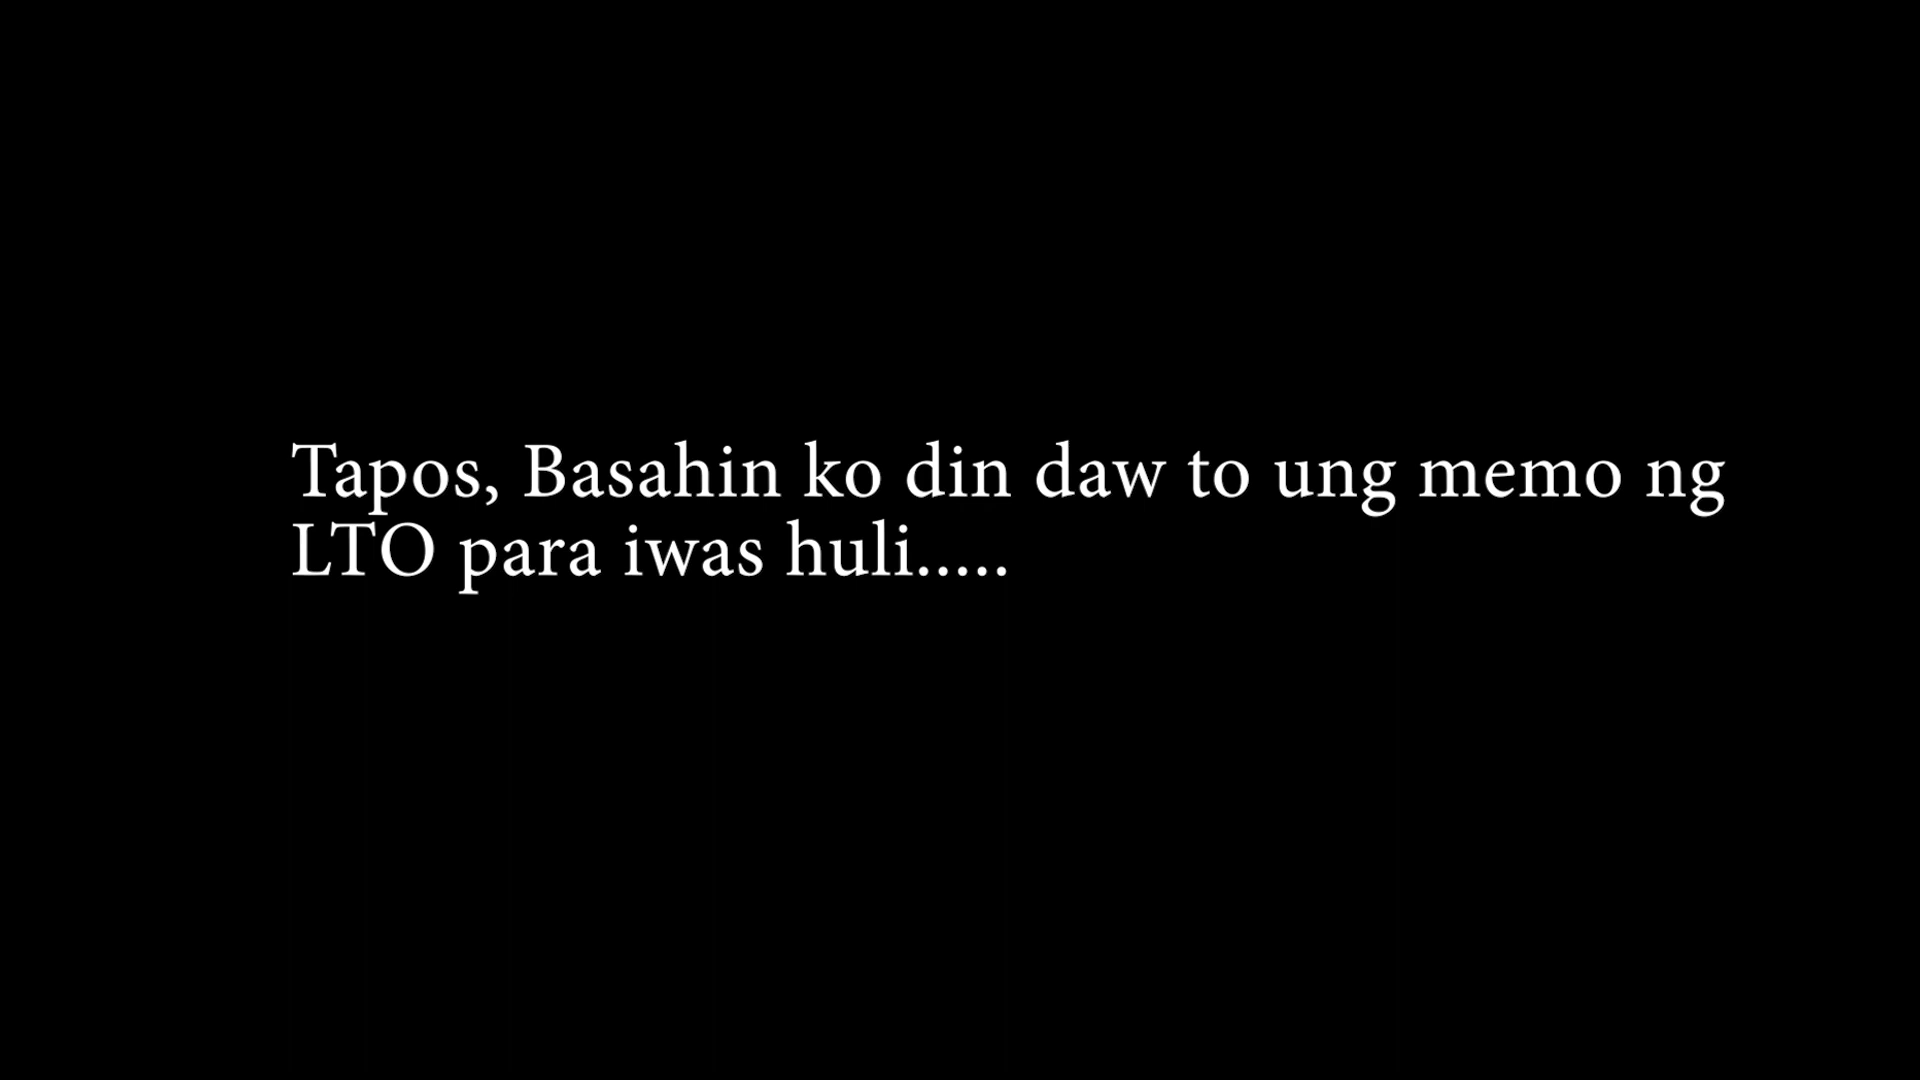 Tapos, Basahin ko din daw to ung memo ng
LTO para iwas huli.....